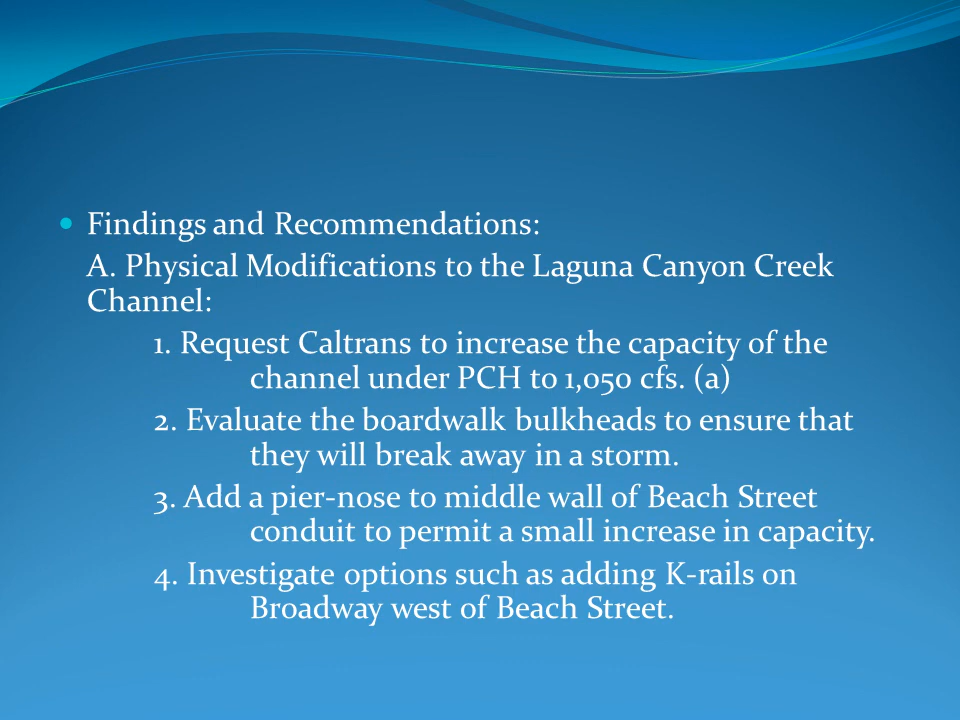 Findings and Recommendations:
A. Physical Modifications to the Laguna Canyon Creek
Channel:
1. Request Caltrans to increase the capacity of the
channel under PCH to 1,050 cfs. (a)
2. Evaluate the boardwalk bulkheads to ensure that
they will break away in a storm.
3. Add a pier-nose to middle wall of Beach Street
conduit to permit a small increase in capacity.
4. Investigate options such as adding K-rails on
Broadway west of Beach Street.